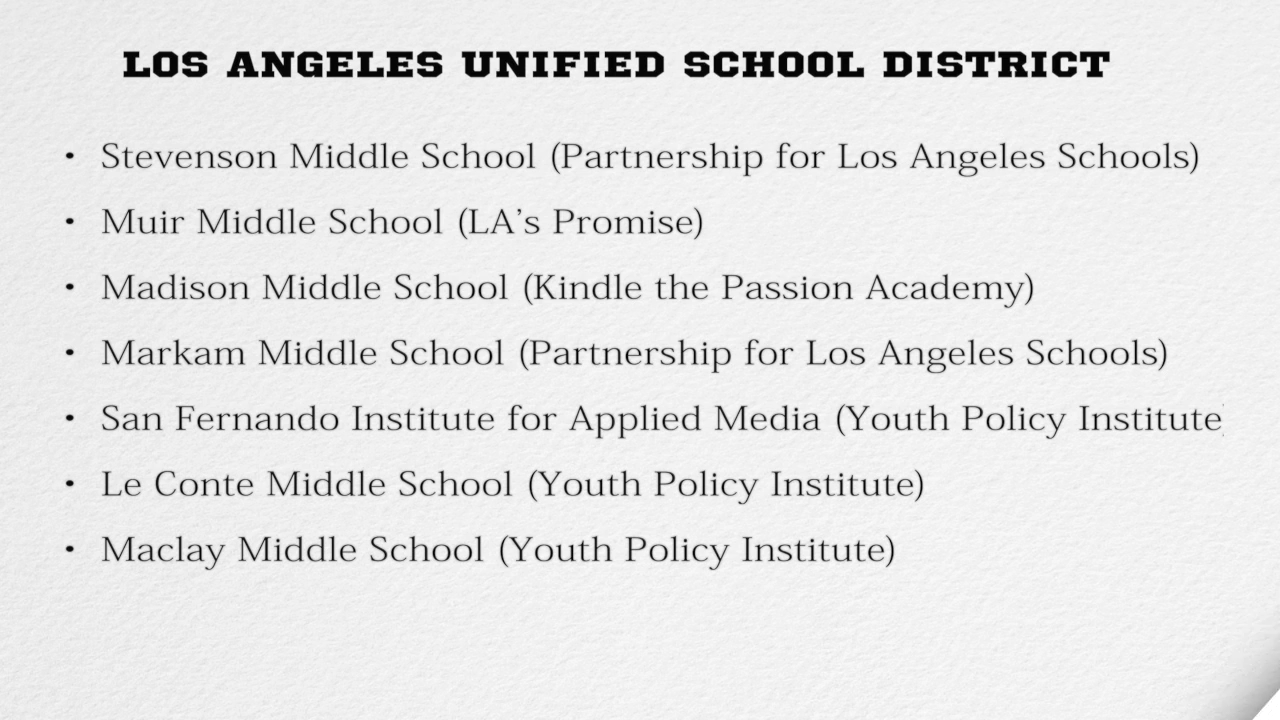 LOS ANGELES UNIFIED SCHOOL DISTRICT
• Stevenson Middle School (Partnership for Los Angeles Schools)
• Muir Middle School (LA’s Promise)
• Madison Middle School (Kindle the Passion Academy)
• Markam Middle School (Partnership for Los Angeles Schools)
• San Fernando Institute for Applied Media (Youth Policy Institute)
• Le Conte Middle School (Youth Policy Institute)
• Maclay Middle School (Youth Policy Institute)